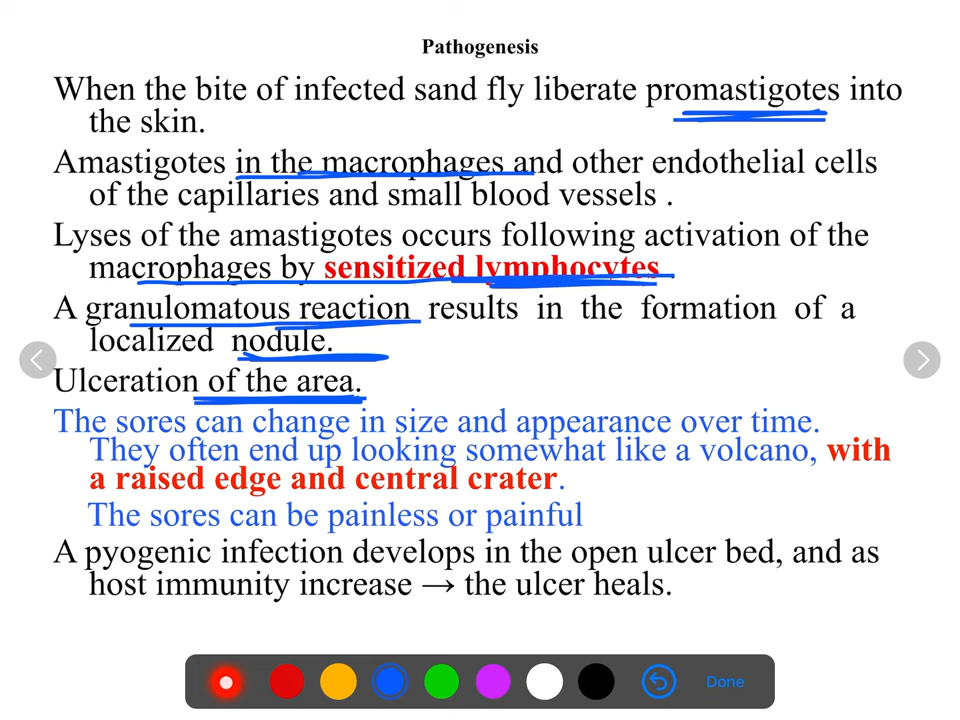 Pathogenesis
When the bite of infected sand fly liberate promastigotes into
the skin.
Amastigotes in the macrophages and other endothelial cells
of the capillaries and small blood vessels .
Lyses of the amastigotes occurs following activation of the
macrophages by sensitized lymphocytes
A granulomatous reaction results in the formation of a
localized nodule.
Ulceration of the area.
The sores can change in size and appearance over time.
They often end up looking somewhat like a volcano, with
a raised edge and central crater.
The sores can be painless or painful
A pyogenic infection develops in the open ulcer bed, and as
host immunity increase → the ulcer heals.
Done